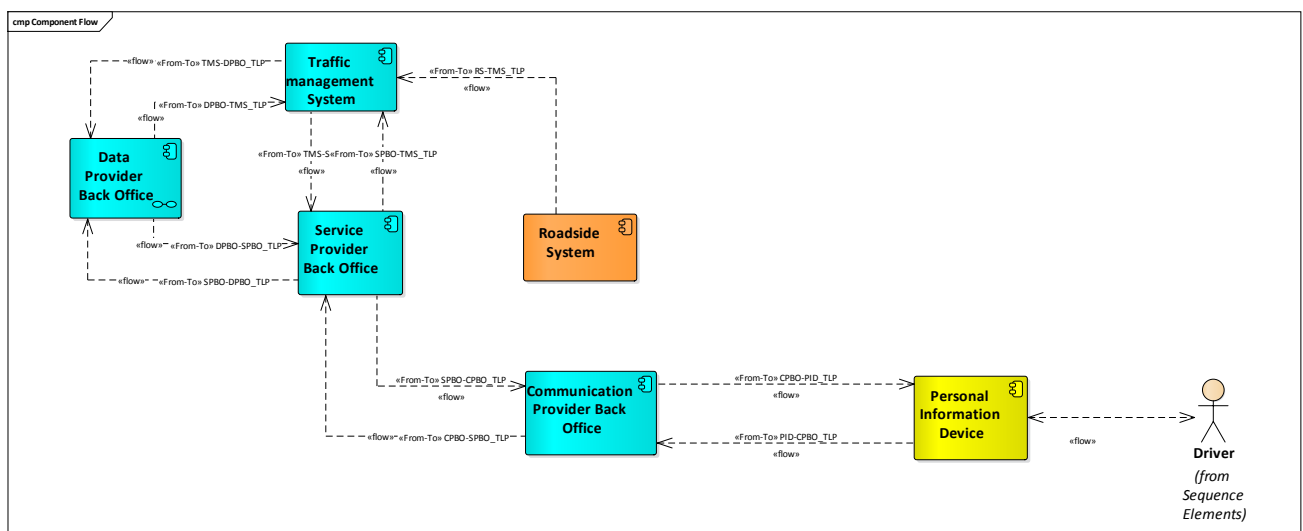 cmp Component Flow
Traffic
management
System
«flow»
«From-To» TMS-DPBO_TLP
«From-To» RS-TMS_TLP
«flow»
«From-To» DPBO-TMS_TLP
«flow»
Data
Provider
Back Office
«From-To» TMS-S
«From-To» SPBO-TMS_TLP
«flow»
«flow»
Service
Provider
Back Office
Roadside
System
«flow»
«From-To» DPBO-SPBO_TLP
«flow»
«From-To» SPBO-DPBO_TLP
«From-To» SPBO-CPBO_TLP
«flow»
Communication
Provider Back
Office
«From-To» CPBO-PID_TLP
«flow»
Personal
Information
Device
«flow»
«From-To» CPBO-SPBO_TLP
«From-To» PID-CPBO_TLP
«flow»
«flow»
Driver
(from
Sequence
Elements)